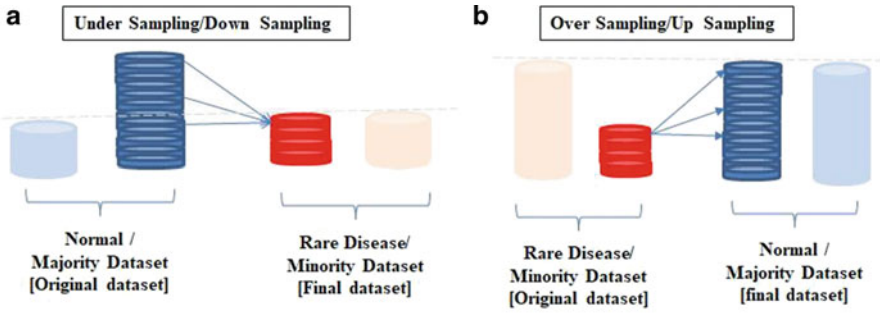 a
Under Sampling/Down Sampling
Normal /
Majority Dataset
[Original dataset]
Rare Disease/
Minority Dataset
[Final dataset]
b
Over Sampling/Up Sampling
Rare Disease/
Minority Dataset
[Original dataset]
Normal /
Majority Dataset
[final dataset]